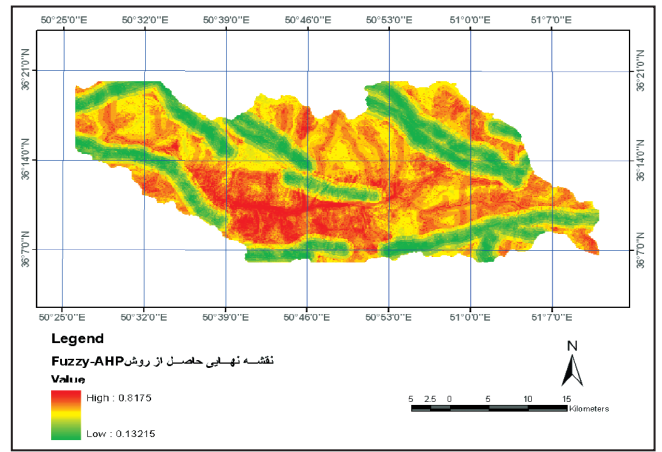 50°25'0"E 50°32'0"E 50°39'0"E 50°46'0"E 50°53'0"E 51°0'0"E 51°7'0"E
36°21'0"N 36°21'0"N
36°14'0"N 36°14'0"N
36°7'0"N 36°7'0"N
50°25'0"E 50°32'0"E 50°39'0"E 50°46'0"E 50°53'0"E 51°0'0"E 51°7'0"E
Legend
نقشه نهایی حاصل از روش Fuzzy-AHP
Value
High : 0.8175
Low : 0.13215
N
5 2.5 0 5 10 15
Kilometers